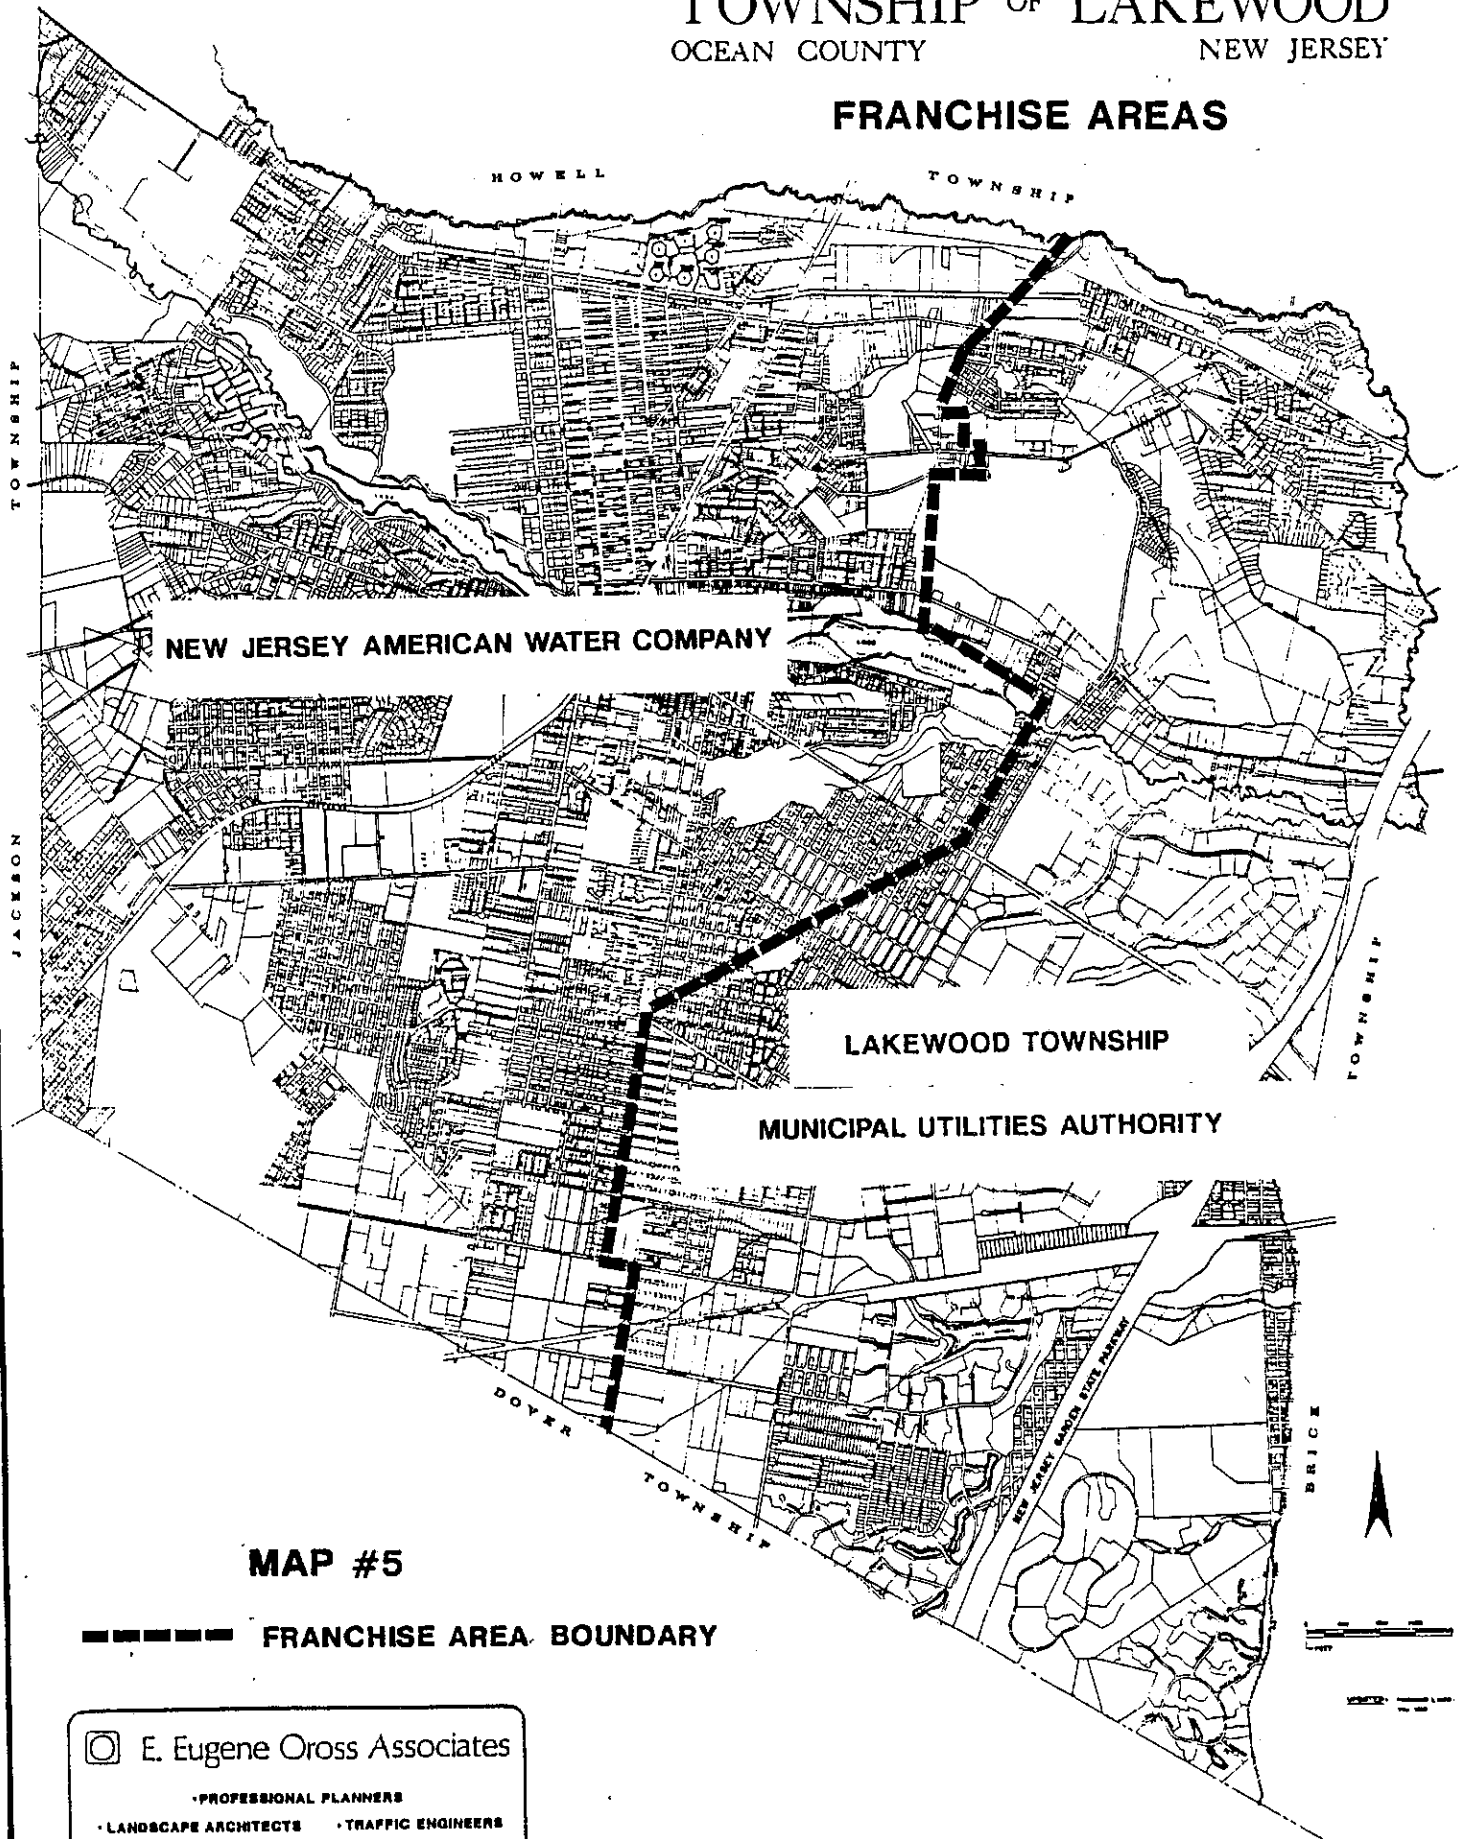 TOWNSHIP OF LAKEWOOD
OCEAN COUNTY NEW JERSEY
FRANCHISE AREAS
HOWELL TOWNSHIP
TOWNSHIP
JACKSON
NEW JERSEY AMERICAN WATER COMPANY
LAKEWOOD TOWNSHIP
MUNICIPAL UTILITIES AUTHORITY
TOWNSHIP
BRICK
NEW JERSEY GARDEN STATE PARKWAY
DOVER TOWNSHIP
MAP #5
FRANCHISE AREA BOUNDARY
E. Eugene Oross Associates
•PROFESSIONAL PLANNERS
•LANDSCAPE ARCHITECTS •TRAFFIC ENGINEERS